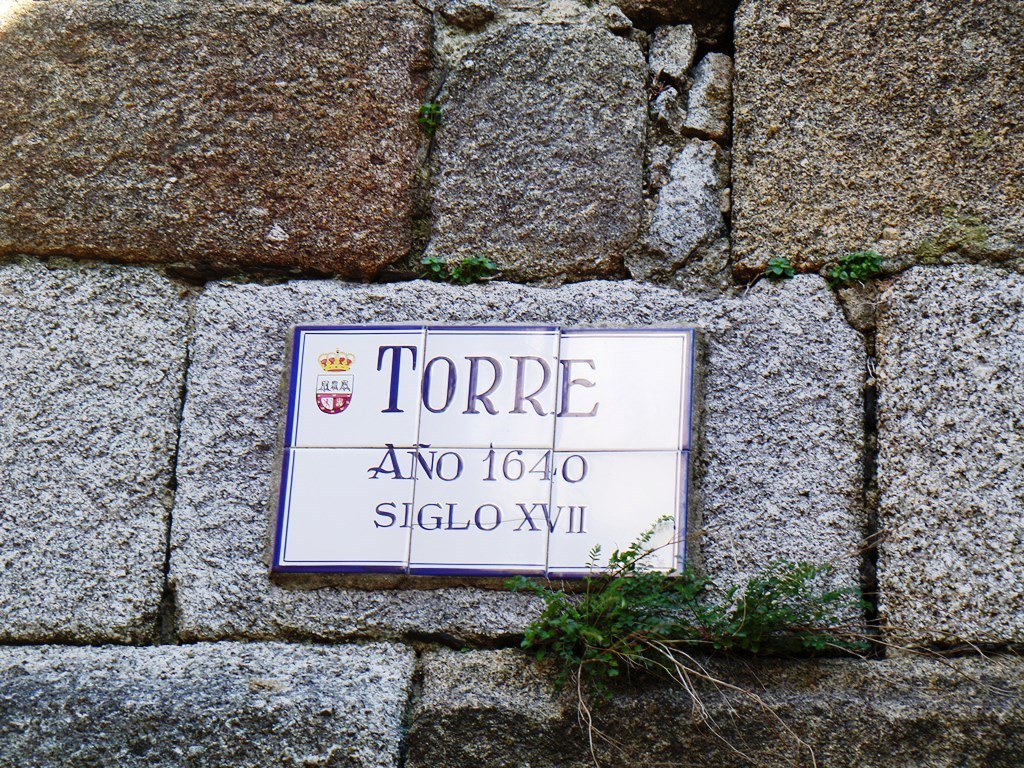 TORRE
AÑO 1640
SIGLO XVII